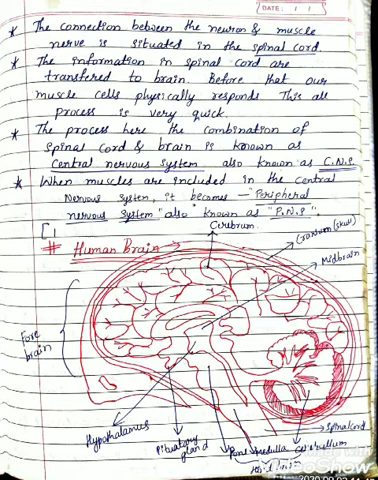 DATE: / /
* The connection between the neuron & muscle
nerve is situated in the spinal cord.
* The information in spinal cord are
transfered to brain. Before that our
muscle cells physically responds This all
process is very quick.
* The process here the combination of
spinal cord & brain is known as
Central nervous system also known as C.N.S
* When muscles are included in the central
Nervous system, it becomes "Peripheral
nervous system" also known as "P.N.S".
# Human Brain →
Cerebrum
Cranium (skull)
Midbrain
Fore
brain
Hypothalamus
Pituatary
gland
Pons
Medulla
Cerebellum
Spinal cord